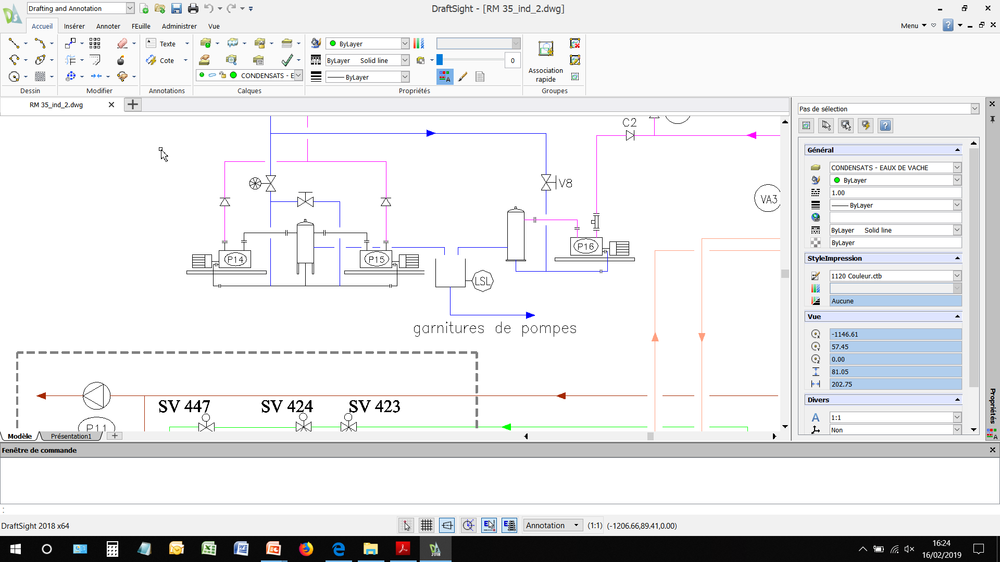 Drafting and Annotation
DraftSight - [RM 35_ind_2.dwg]
Accueil
Insérer
Annoter
FEuille
Administrer
Vue
Menu
Texte
Cote
CONDENSATS - E
ByLayer
ByLayer Solid line
ByLayer
0
Association
rapide
Dessin
Modifier
Annotations
Calques
Propriétés
Groupes
RM 35_ind_2.dwg
C2
V8
VA3
P14
P15
P16
LSL
garnitures de pompes
SV 447
SV 424
SV 423
P11
Modèle
Présentation1
Pas de sélection
Général
CONDENSATS - EAUX DE VACHE
ByLayer
1.00
ByLayer
ByLayer Solid line
ByLayer
StyleImpression
1120 Couleur.ctb
Aucune
Vue
-1146.61
57.45
0.00
81.05
202.75
Divers
1:1
Non
Propriétés
Fenêtre de commande
:
DraftSight 2018 x64
Annotation
(1:1)
(-1206.66,89.41,0.00)
2018
16:24
16/02/2019